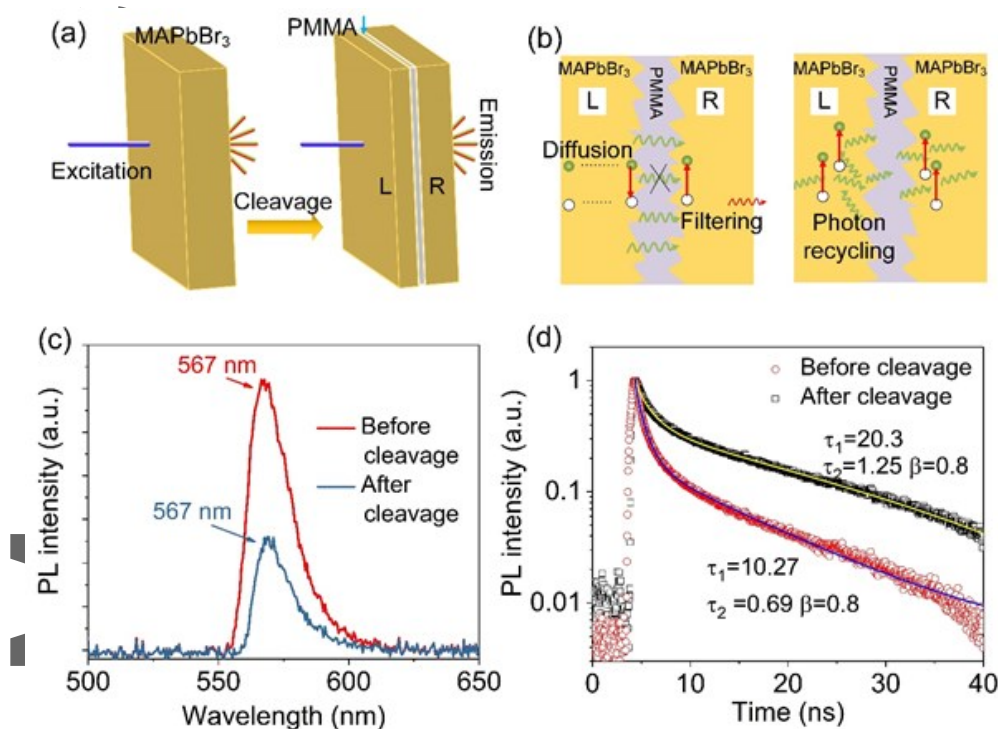 (a)
MAPbBr₃
PMMA
Excitation
Cleavage
L
R
Emission
(b)
MAPbBr₃
PMMA
MAPbBr₃
L
R
Diffusion
Filtering
MAPbBr₃
PMMA
MAPbBr₃
L
R
Photon
recycling
(c)
567 nm
567 nm
Before
cleavage
After
cleavage
PL intensity (a.u.)
500
550
600
650
Wavelength (nm)
(d)
Before cleavage
After cleavage
τ₁=20.3
τ₂=1.25 β=0.8
τ₁=10.27
τ₂ =0.69 β=0.8
PL intensity (a.u.)
1
0.1
0.01
0
10
20
30
40
Time (ns)